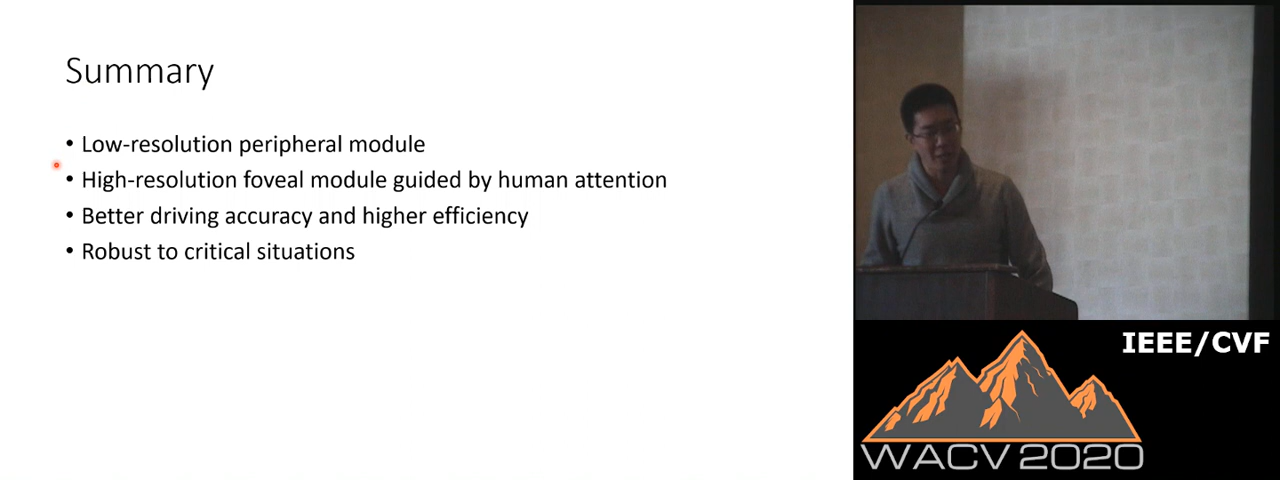 Summary
• Low-resolution peripheral module
• High-resolution foveal module guided by human attention
• Better driving accuracy and higher efficiency
• Robust to critical situations
IEEE/CVF
WACV 2020